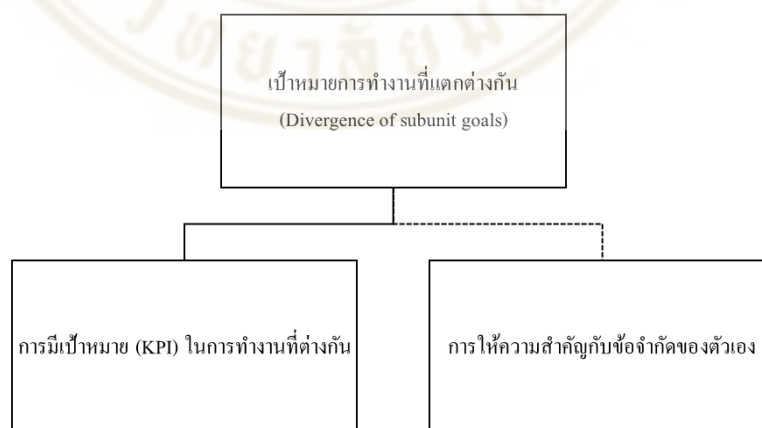 เป้าหมายการทำงานที่แตกต่างกัน
(Divergence of subunit goals)
การมีเป้าหมาย (KPI) ในการทำงานที่ต่างกัน
การให้ความสำคัญกับข้อจำกัดของตัวเอง